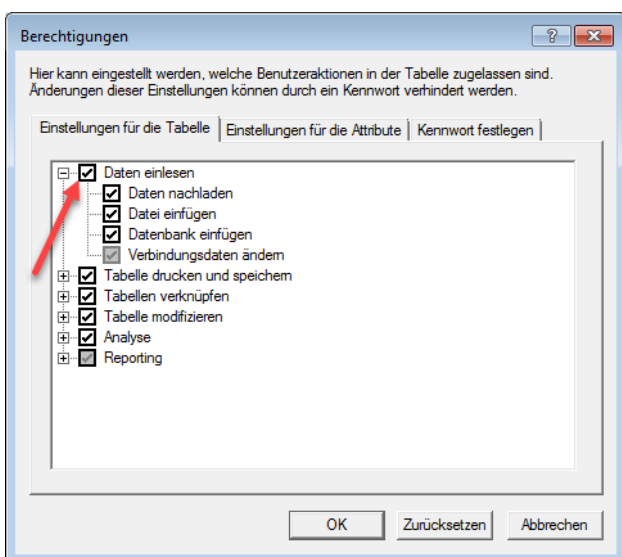 Berechtigungen
Hier kann eingestellt werden, welche Benutzeraktionen in der Tabelle zugelassen sind.
Änderungen dieser Einstellungen können durch ein Kennwort verhindert werden.
Einstellungen für die Tabelle Einstellungen für die Attribute Kennwort festlegen
Daten einlesen
Daten nachladen
Datei einfügen
Datenbank einfügen
Verbindungsdaten ändern
Tabelle drucken und speichern
Tabellen verknüpfen
Tabelle modifizieren
Analyse
Reporting
OK Zurücksetzen Abbrechen